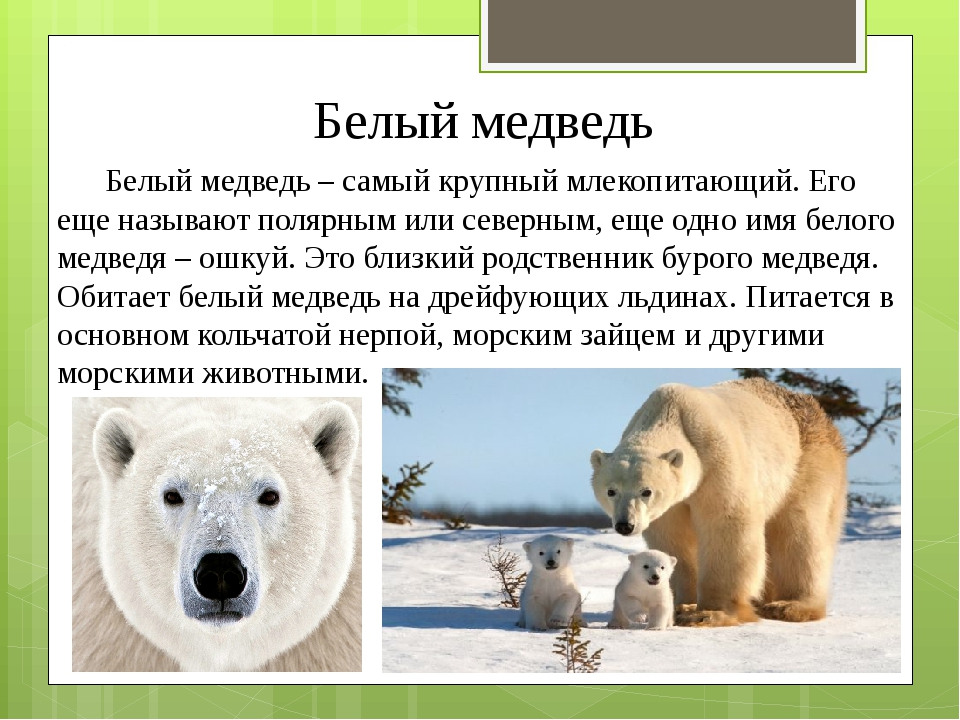 Белый медведь
Белый медведь – самый крупный млекопитающий. Его
еще называют полярным или северным, еще одно имя белого
медведя – ошкуй. Это близкий родственник бурого медведя.
Обитает белый медведь на дрейфующих льдинах. Питается в
основном кольчатой нерпой, морским зайцем и другими
морскими животными.